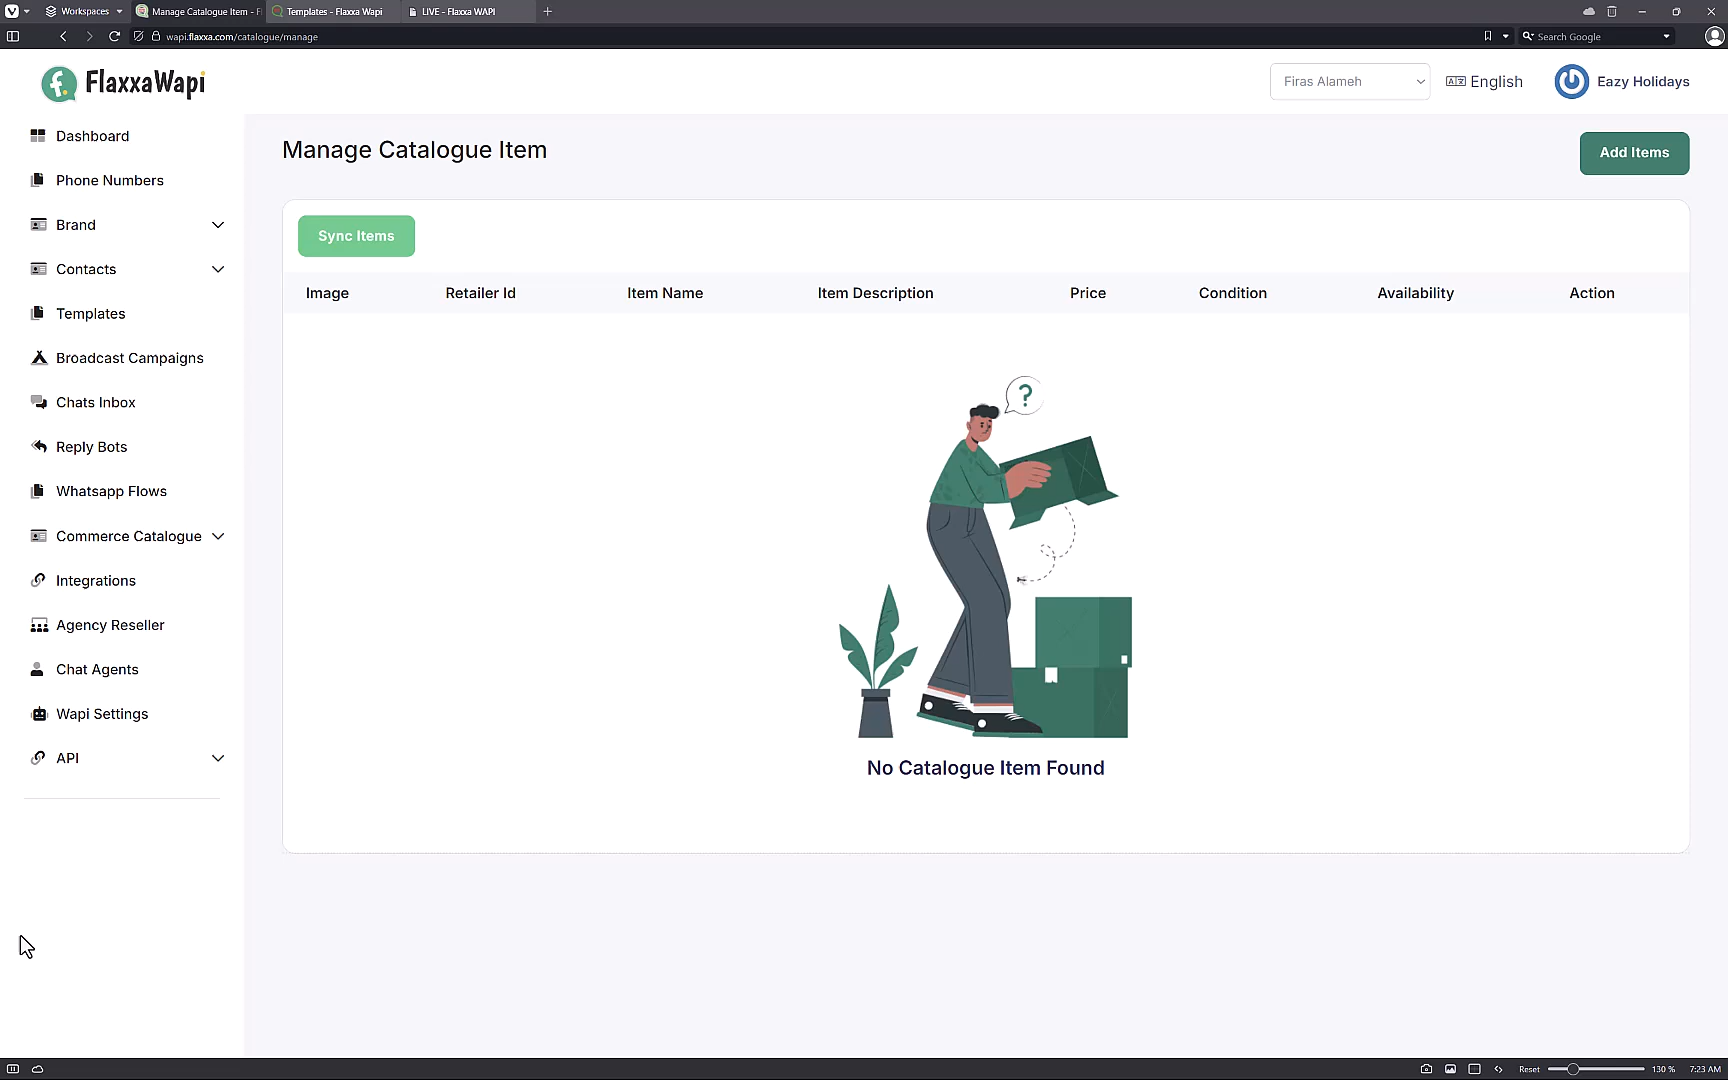 Workspaces
Manage Catalogue Item - F
Templates - Flaxxa Wapi
LIVE - Flaxxa WAPI
wapi.flaxxa.com/catalogue/manage
Search Google
FlaxxaWapi
Firas Alameh
English
Eazy Holidays
Dashboard
Phone Numbers
Brand
Contacts
Templates
Broadcast Campaigns
Chats Inbox
Reply Bots
Whatsapp Flows
Commerce Catalogue
Integrations
Agency Reseller
Chat Agents
Wapi Settings
API
Manage Catalogue Item
Add Items
Sync Items
Image Retailer Id Item Name Item Description Price Condition Availability Action
?
No Catalogue Item Found
Reset 130 % 7:23 AM